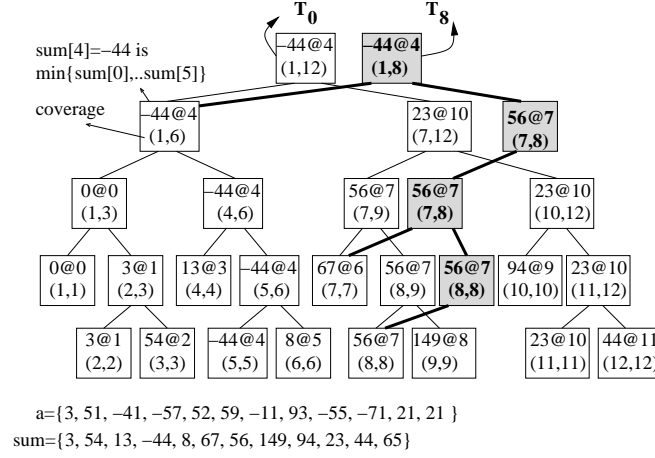 T0 T8
sum[4]=−44 is
min{sum[0],..sum[5]}
coverage
−44@4 −44@4
(1,12) (1,8)
−44@4 23@10 56@7
(1,6) (7,12) (7,8)
0@0 −44@4 56@7 56@7 23@10
(1,3) (4,6) (7,9) (7,8) (10,12)
0@0 3@1 13@3 −44@4 67@6 56@7 56@7 94@9 23@10
(1,1) (2,3) (4,4) (5,6) (7,7) (8,9) (8,8) (10,10) (11,12)
3@1 54@2 −44@4 8@5 56@7 149@8 23@10 44@11
(2,2) (3,3) (5,5) (6,6) (8,8) (9,9) (11,11) (12,12)
a={3, 51, −41, −57, 52, 59, −11, 93, −55, −71, 21, 21 }
sum={3, 54, 13, −44, 8, 67, 56, 149, 94, 23, 44, 65}